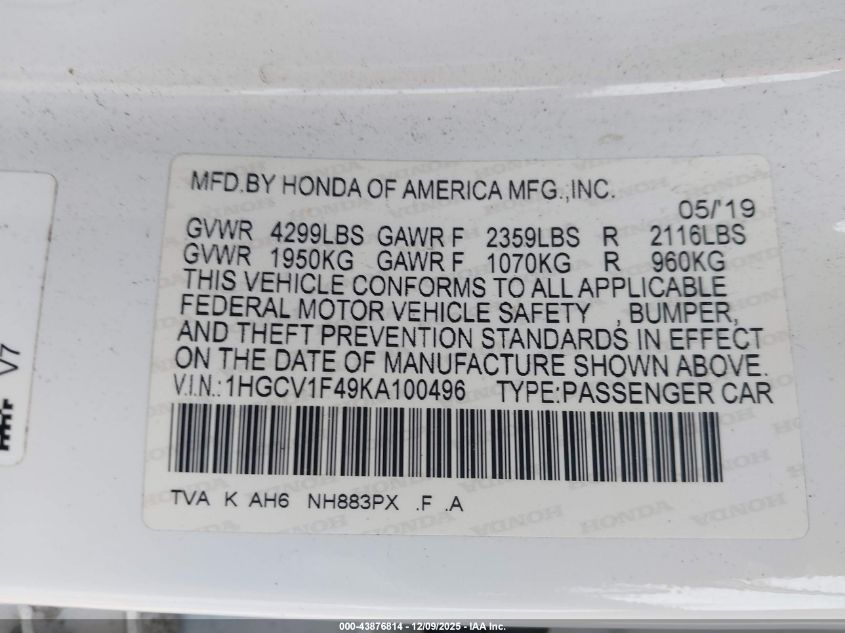 MFD.BY HONDA OF AMERICA MFG.,INC.
05/'19
GVWR 4299LBS GAWR F 2359LBS R 2116LBS
GVWR 1950KG GAWR F 1070KG R 960KG
THIS VEHICLE CONFORMS TO ALL APPLICABLE
FEDERAL MOTOR VEHICLE SAFETY , BUMPER,
AND THEFT PREVENTION STANDARDS IN EFFECT
ON THE DATE OF MANUFACTURE SHOWN ABOVE.
V.I.N.:1HGCV1F49KA100496 TYPE:PASSENGER CAR
TVA K AH6 NH883PX .F .A
V7
000-43876814 - 12/09/2025 - IAA Inc.